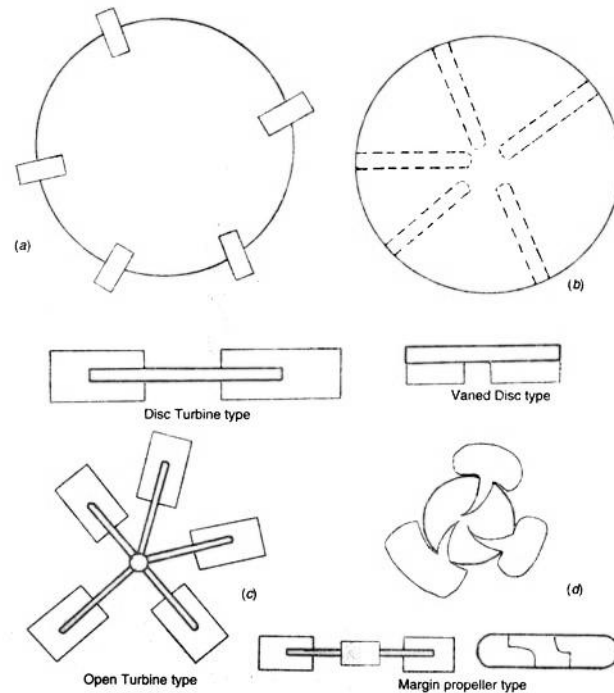 (a)
(b)
Disc Turbine type
Vaned Disc type
(c)
(d)
Open Turbine type
Margin propeller type